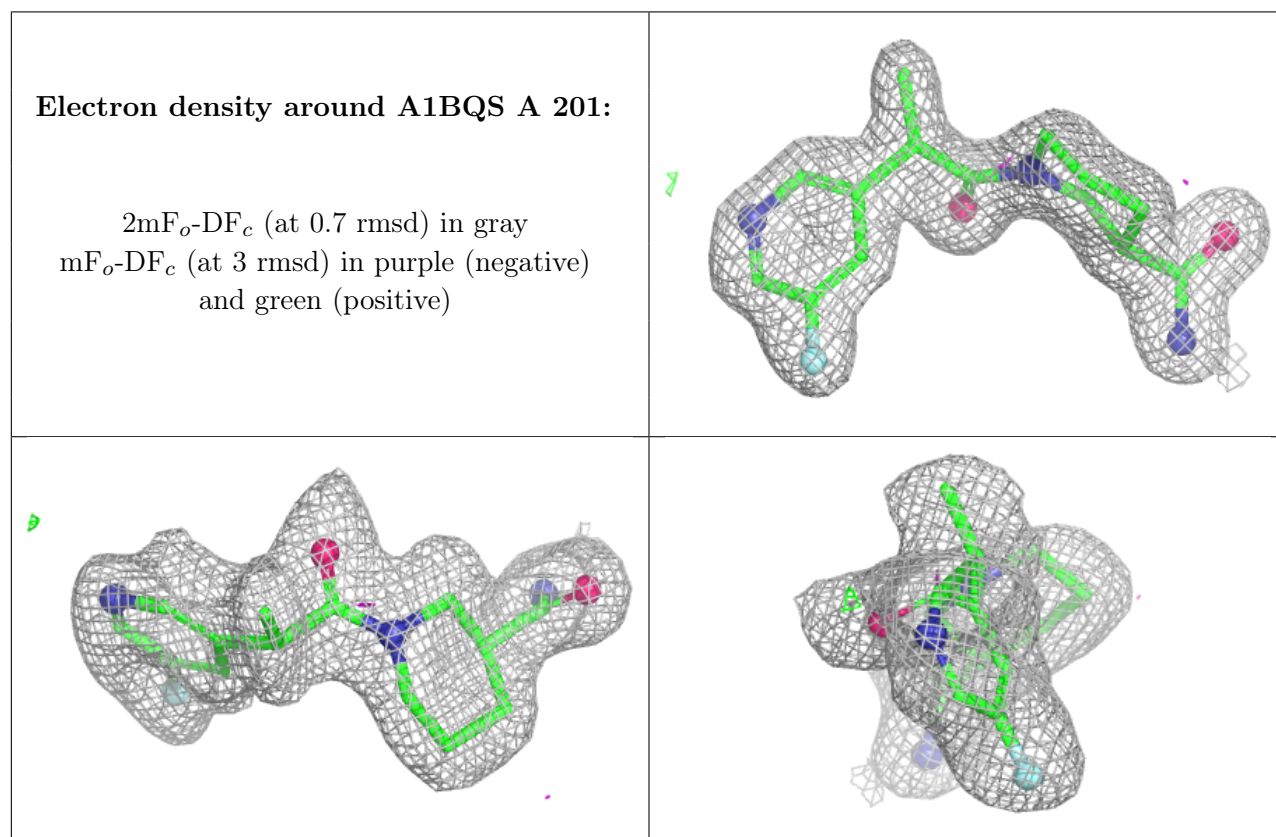 Electron density around A1BQS A 201:
2mFo-DFc (at 0.7 rmsd) in gray
mFo-DFc (at 3 rmsd) in purple (negative)
and green (positive)